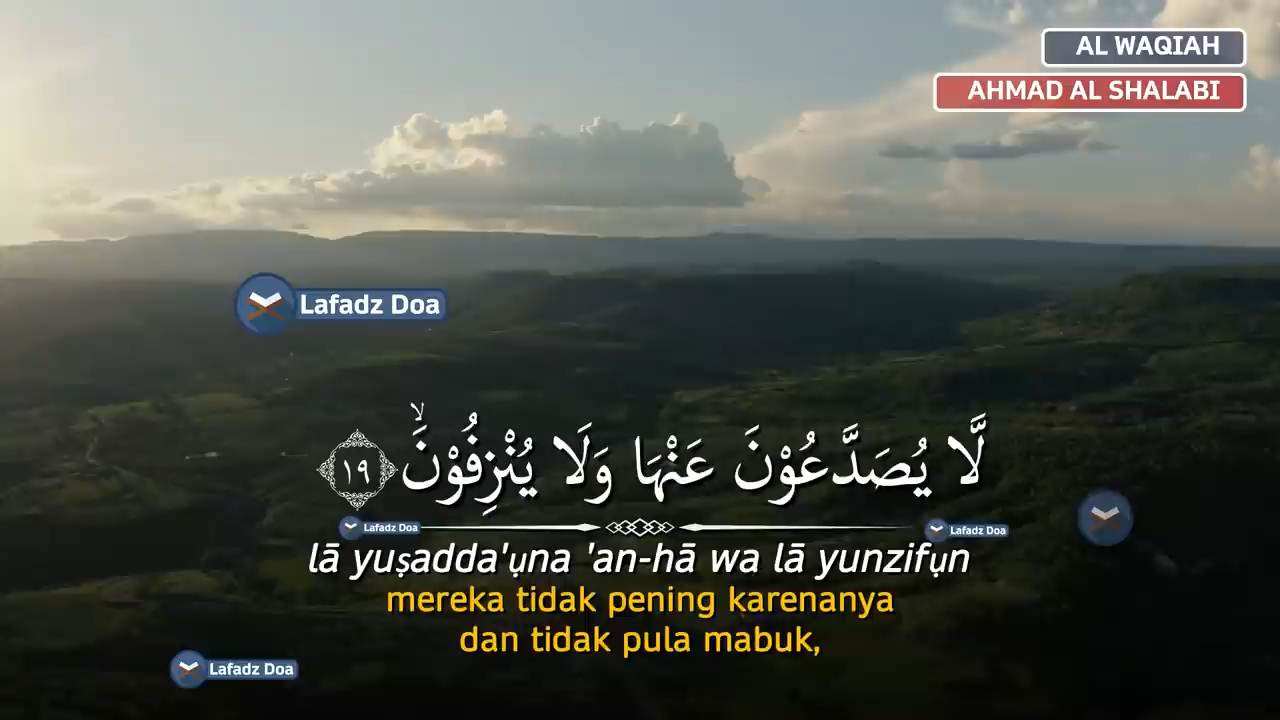 AL WAQIAH
AHMAD AL SHALABI
Lafadz Doa
لَّا يُصَدَّعُوْنَ عَنْهَا وَلَا يُنْزِفُوْنَۙ ١٩
Lafadz Doa
Lafadz Doa
lā yuṣadda'ụna 'an-hā wa lā yunzifụn
mereka tidak pening karenanya
dan tidak pula mabuk,
Lafadz Doa